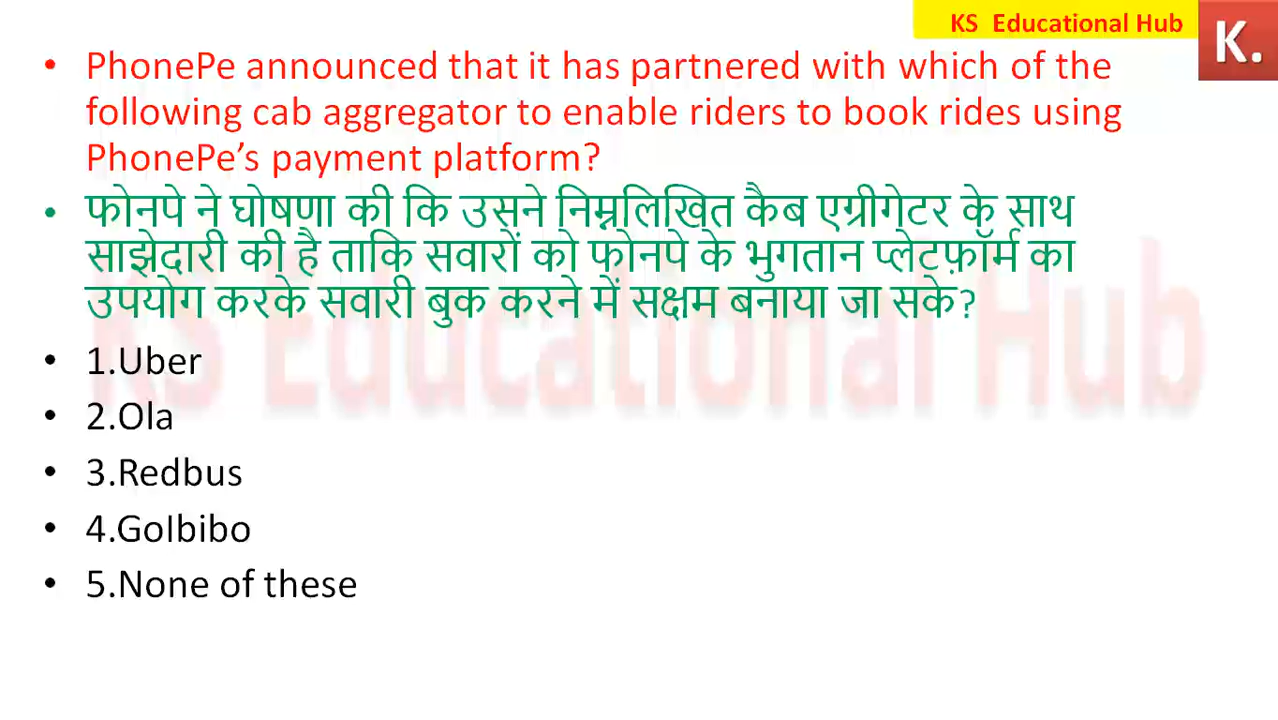 KS Educational Hub
K.
• PhonePe announced that it has partnered with which of the
following cab aggregator to enable riders to book rides using
PhonePe’s payment platform?
• फोनपे ने घोषणा की कि उसने निम्नलिखित कैब एग्रीगेटर के साथ
साझेदारी की है ताकि सवारों को फोनपे के भुगतान प्लेटफ़ॉर्म का
उपयोग करके सवारी बुक करने में सक्षम बनाया जा सके?
KS Educational Hub
• 1.Uber
• 2.Ola
• 3.Redbus
• 4.GoIbibo
• 5.None of these